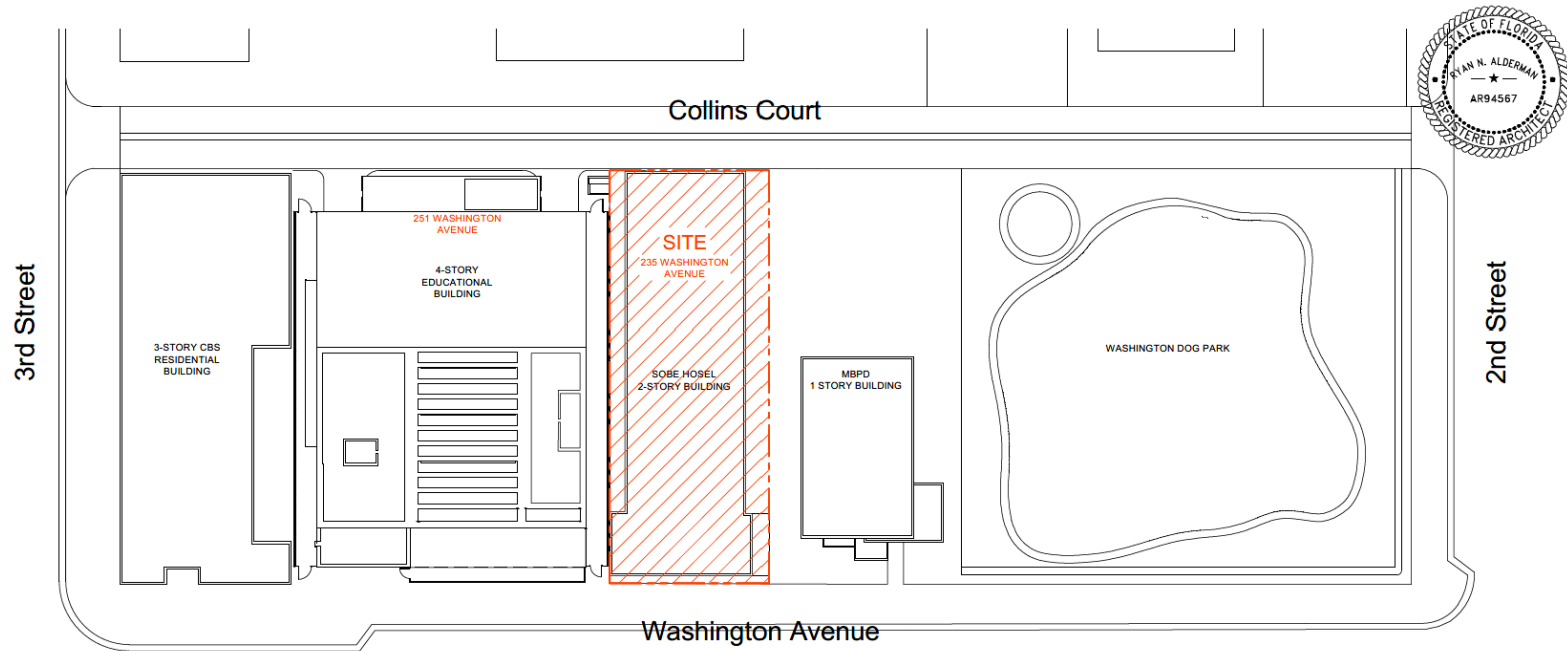 STATE OF FLORIDA
RYAN N. ALDERMAN
AR94567
REGISTERED ARCHITECT
Collins Court
3rd Street
251 WASHINGTON
AVENUE
4-STORY
EDUCATIONAL
BUILDING
3-STORY CBS
RESIDENTIAL
BUILDING
SITE
235 WASHINGTON
AVENUE
SOBE HOSEL
2-STORY BUILDING
MBPD
1 STORY BUILDING
WASHINGTON DOG PARK
2nd Street
Washington Avenue